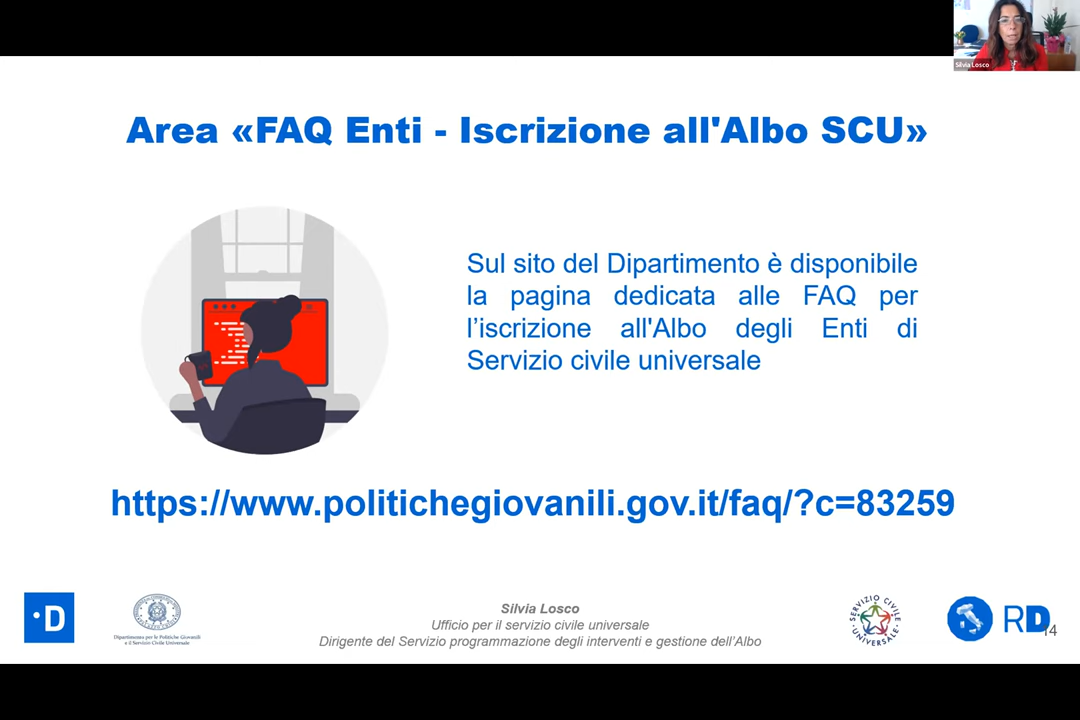 Silvia Losco
Area «FAQ Enti - Iscrizione all'Albo SCU»
Sul sito del Dipartimento è disponibile
la pagina dedicata alle FAQ per
l’iscrizione all'Albo degli Enti di
Servizio civile universale
https://www.politichegiovanili.gov.it/faq/?c=83259
·D
Dipartimento per le Politiche Giovanili
e il Servizio Civile Universale
Silvia Losco
Ufficio per il servizio civile universale
Dirigente del Servizio programmazione degli interventi e gestione dell’Albo
SERVIZIO CIVILE
UNIVERSALE
RD
14